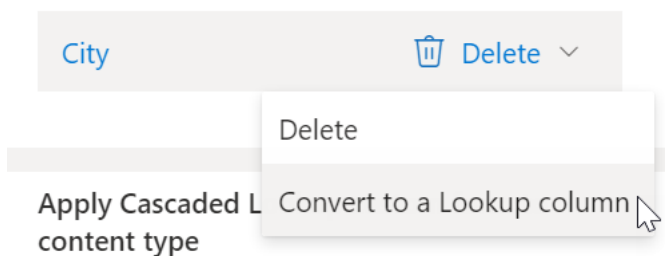 City Delete
Delete
Apply Cascaded L Convert to a Lookup column
content type